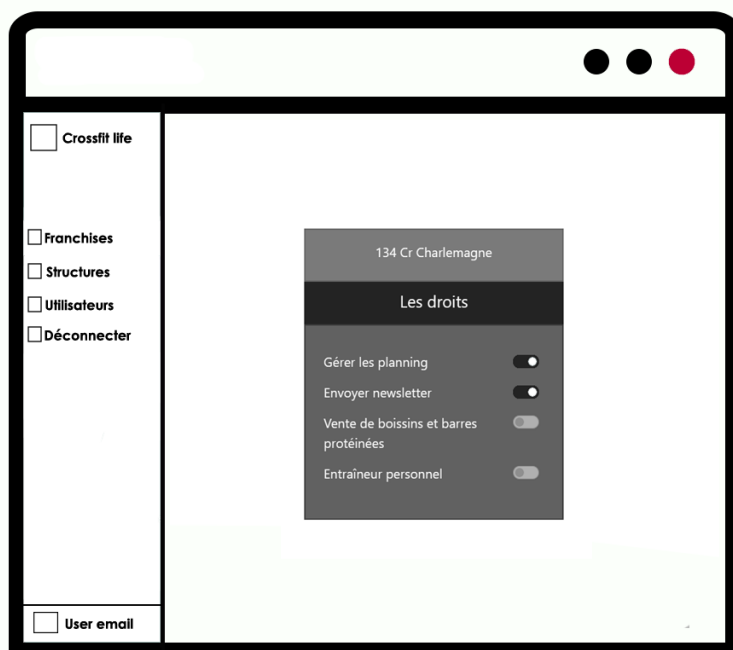 Crossfit life
Franchises
Structures
Utilisateurs
Déconnecter
User email
134 Cr Charlemagne
Les droits
Gérer les planning
Envoyer newsletter
Vente de boissins et barres
protéinées
Entraîneur personnel